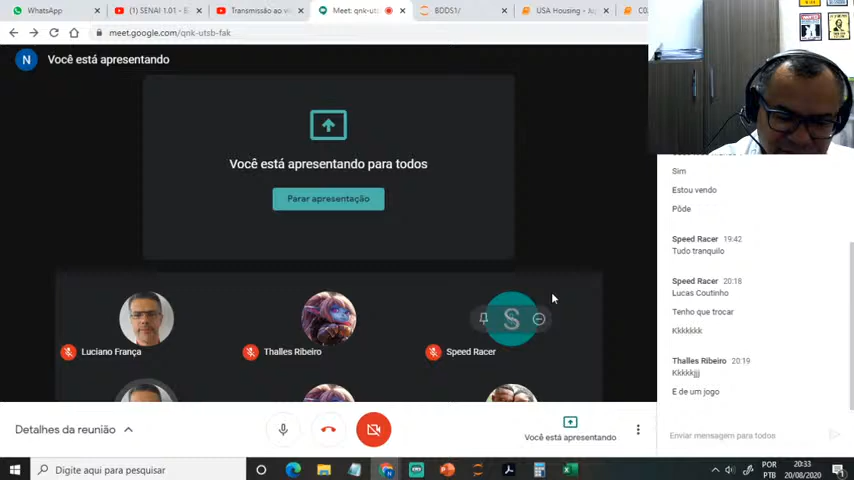 WhatsApp
(1) SENAI 1.01 - E
Transmissão ao vi
Meet: qnk-uts
BDDS1/
USA Housing - Ju
meet.google.com/qnk-utsb-fak
N
Você está apresentando
Você está apresentando para todos
Parar apresentação
Luciano França
Thalles Ribeiro
S
Speed Racer
Sim
Estou vendo
Pôde
Speed Racer 19:42
Tudo tranquilo
Speed Racer 20:18
Lucas Coutinho
Tenho que trocar
Kkkkkkk
Thalles Ribeiro 20:19
Kkkkkjjj
E de um jogo
Enviar mensagem para todos
Detalhes da reunião
Você está apresentando
Digite aqui para pesquisar
POR
PTB
20:33
20/08/2020